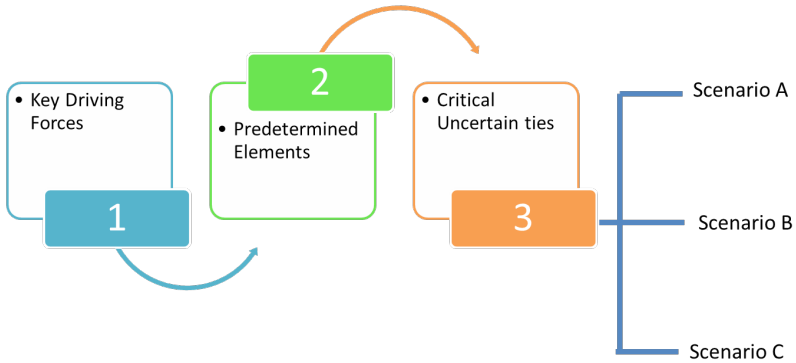 • Key Driving
Forces
1
2
• Predetermined
Elements
• Critical
Uncertain ties
3
Scenario A
Scenario B
Scenario C